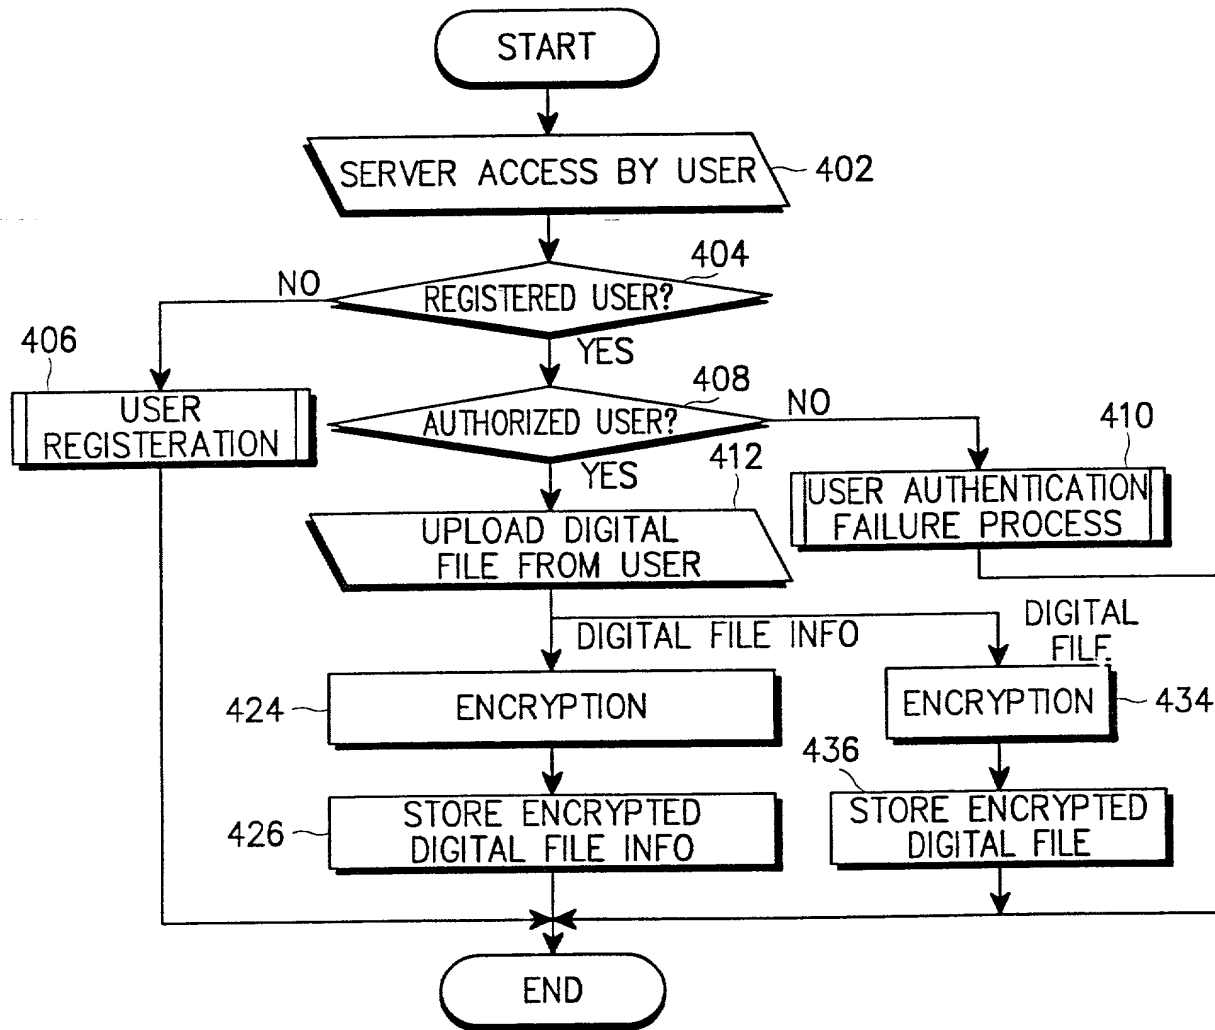 START
SERVER ACCESS BY USER
402
404
NO
REGISTERED USER?
YES
406
USER
REGISTERATION
408
AUTHORIZED USER?
NO
YES
410
USER AUTHENTICATION
FAILURE PROCESS
412
UPLOAD DIGITAL
FILE FROM USER
DIGITAL FILE INFO
DIGITAL
FILE
424
ENCRYPTION
ENCRYPTION
434
426
STORE ENCRYPTED
DIGITAL FILE INFO
436
STORE ENCRYPTED
DIGITAL FILE
END